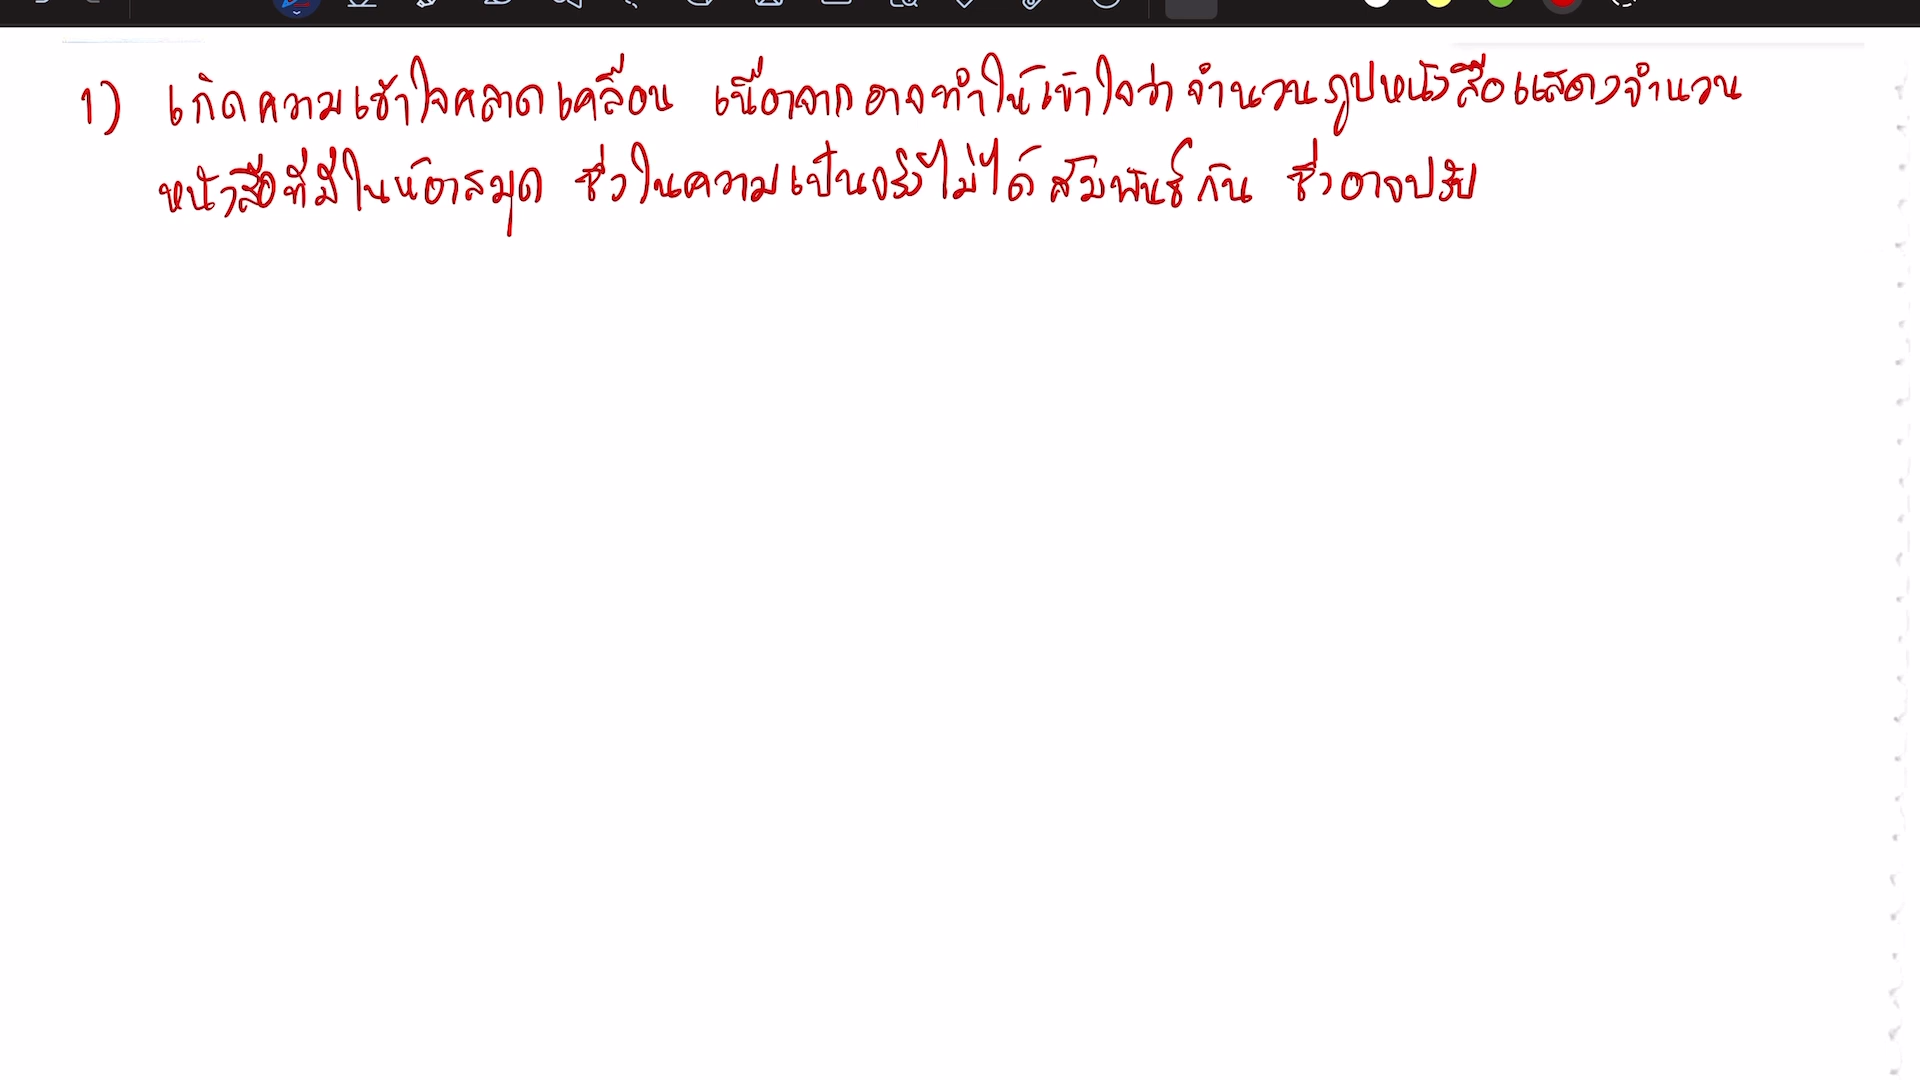 1) เกิดความเข้าใจคลาดเคลื่อน เนื่องจากอาจทำให้เข้าใจว่าจำนวนรูปหนังสือแสดงจำนวน
หนังสือที่มีในห้องสมุด ซึ่งในความเป็นจริงไม่ได้สัมพันธ์กัน ซึ่งอาจปรับ